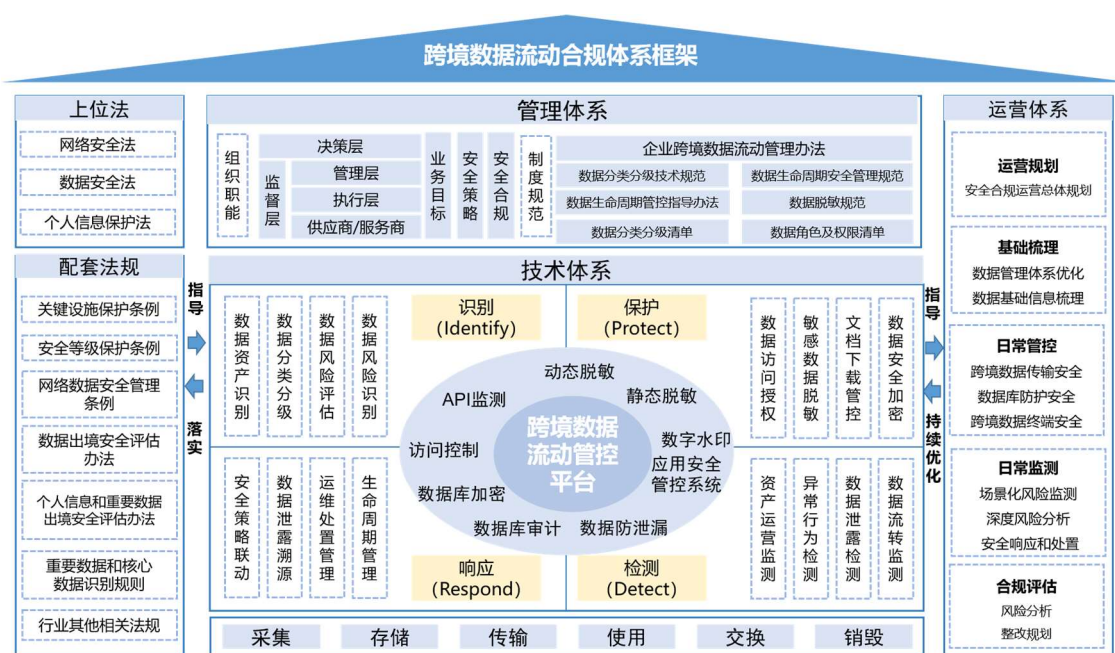 跨境数据流动合规体系框架
上位法
网络安全法
数据安全法
个人信息保护法
配套法规
关键设施保护条例
安全等级保护条例
网络数据安全管理
条例
数据出境安全评估
办法
个人信息和重要数据
出境安全评估办法
重要数据和核心
数据识别规则
行业其他相关法规
指导
落实
管理体系
组织职能
监督层
决策层
管理层
执行层
供应商/服务商
业务目标
安全策略
安全合规
制度规范
企业跨境数据流动管理办法
数据分类分级技术规范
数据生命周期安全管理规范
数据生命周期管控指导办法
数据脱敏规范
数据分类分级清单
数据角色及权限清单
技术体系
数据资产识别
数据分类分级
数据风险评估
数据风险识别
识别
(Identify)
保护
(Protect)
数据访问授权
敏感数据脱敏
文档下载管控
数据安全加密
动态脱敏
API监测
静态脱敏
访问控制
数字水印
数据库加密
应用安全
管控系统
数据库审计
数据防泄漏
跨境数据
流动管控
平台
安全策略联动
数据泄露溯源
运维处置管理
生命周期管理
响应
(Respond)
检测
(Detect)
资产运营监测
异常行为检测
数据泄露检测
数据流转监测
采集
存储
传输
使用
交换
销毁
指导
持续优化
运营体系
运营规划
安全合规运营总体规划
基础梳理
数据管理体系优化
数据基础信息梳理
日常管控
跨境数据传输安全
数据库防护安全
跨境数据终端安全
日常监测
场景化风险监测
深度风险分析
安全响应和处置
合规评估
风险分析
整改规划